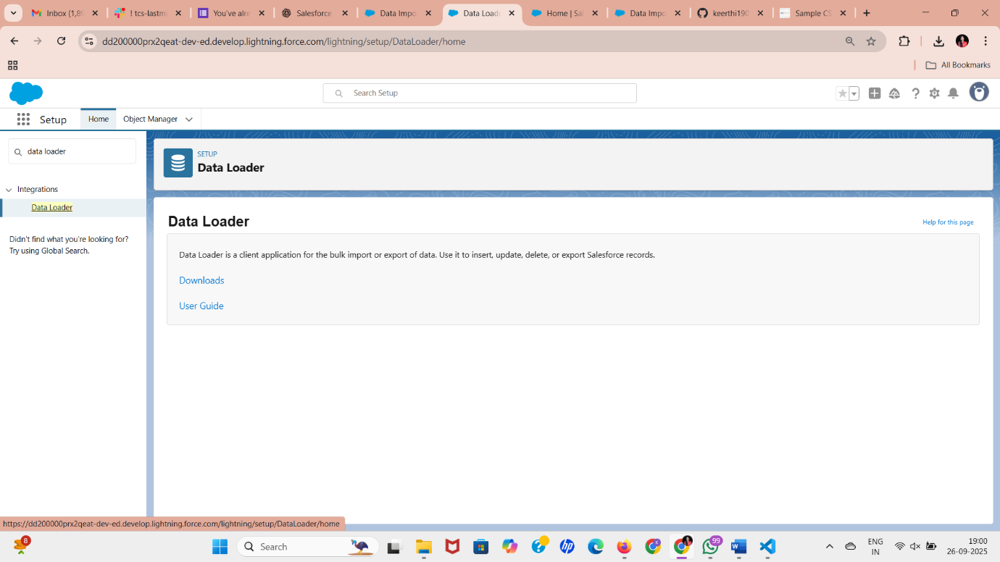 Inbox (1,89
! tcs-lastmi
You've alre
Salesforce
Data Impo
Data Load
Home | Sal
Data Impo
keerthi190
Sample CS
dd200000prx2qeat-dev-ed.develop.lightning.force.com/lightning/setup/DataLoader/home
All Bookmarks
Search Setup
Setup
Home
Object Manager
data loader
Integrations
Data Loader
Didn't find what you're looking for?
Try using Global Search.
SETUP
Data Loader
Data Loader
Help for this page
Data Loader is a client application for the bulk import or export of data. Use it to insert, update, delete, or export Salesforce records.
Downloads
User Guide
https://dd200000prx2qeat-dev-ed.develop.lightning.force.com/lightning/setup/DataLoader/home
8
Search
99
ENG
IN
19:00
26-09-2025